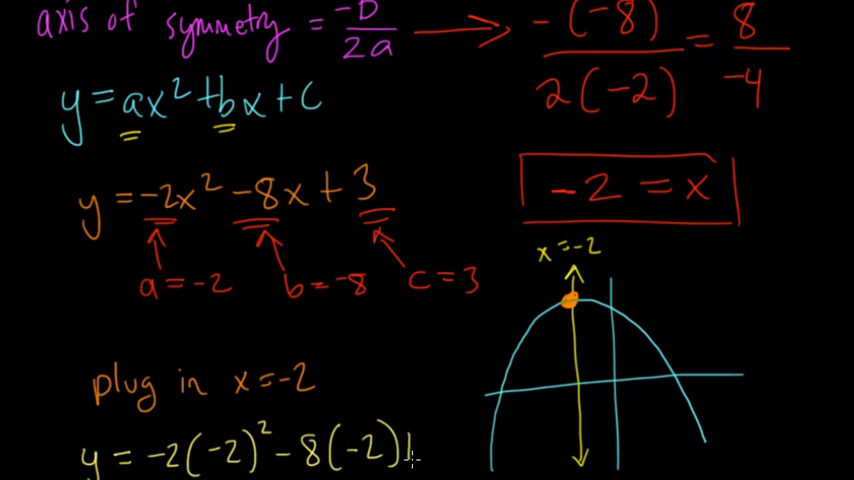 axis of symmetry = -b/2a → -(-8)/2(-2) = 8/-4
y = ax² + bx + c
-2 = x
y = -2x² - 8x + 3
a = -2 b = -8 c = 3
x = -2
plug in x = -2
y = -2(-2)² - 8(-2)